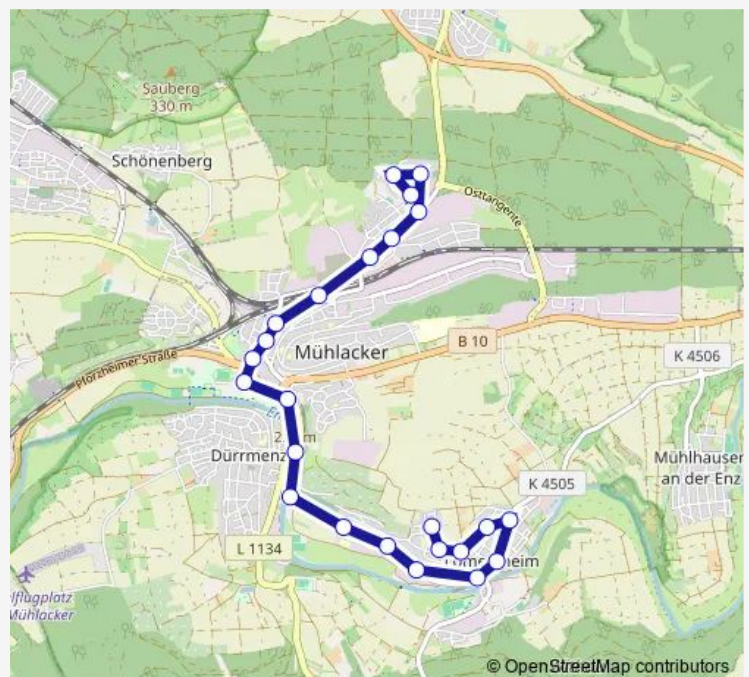 Sauberg
330 m
Schönenberg
Osttangente
Mühlacker
B 10
Pforzheimer Straße
K 4506
Dürrmenz
Mühlhausen
an der Enz
K 4505
L 1134
lflugplatz
Mühlacker
© OpenStreetMap contributors